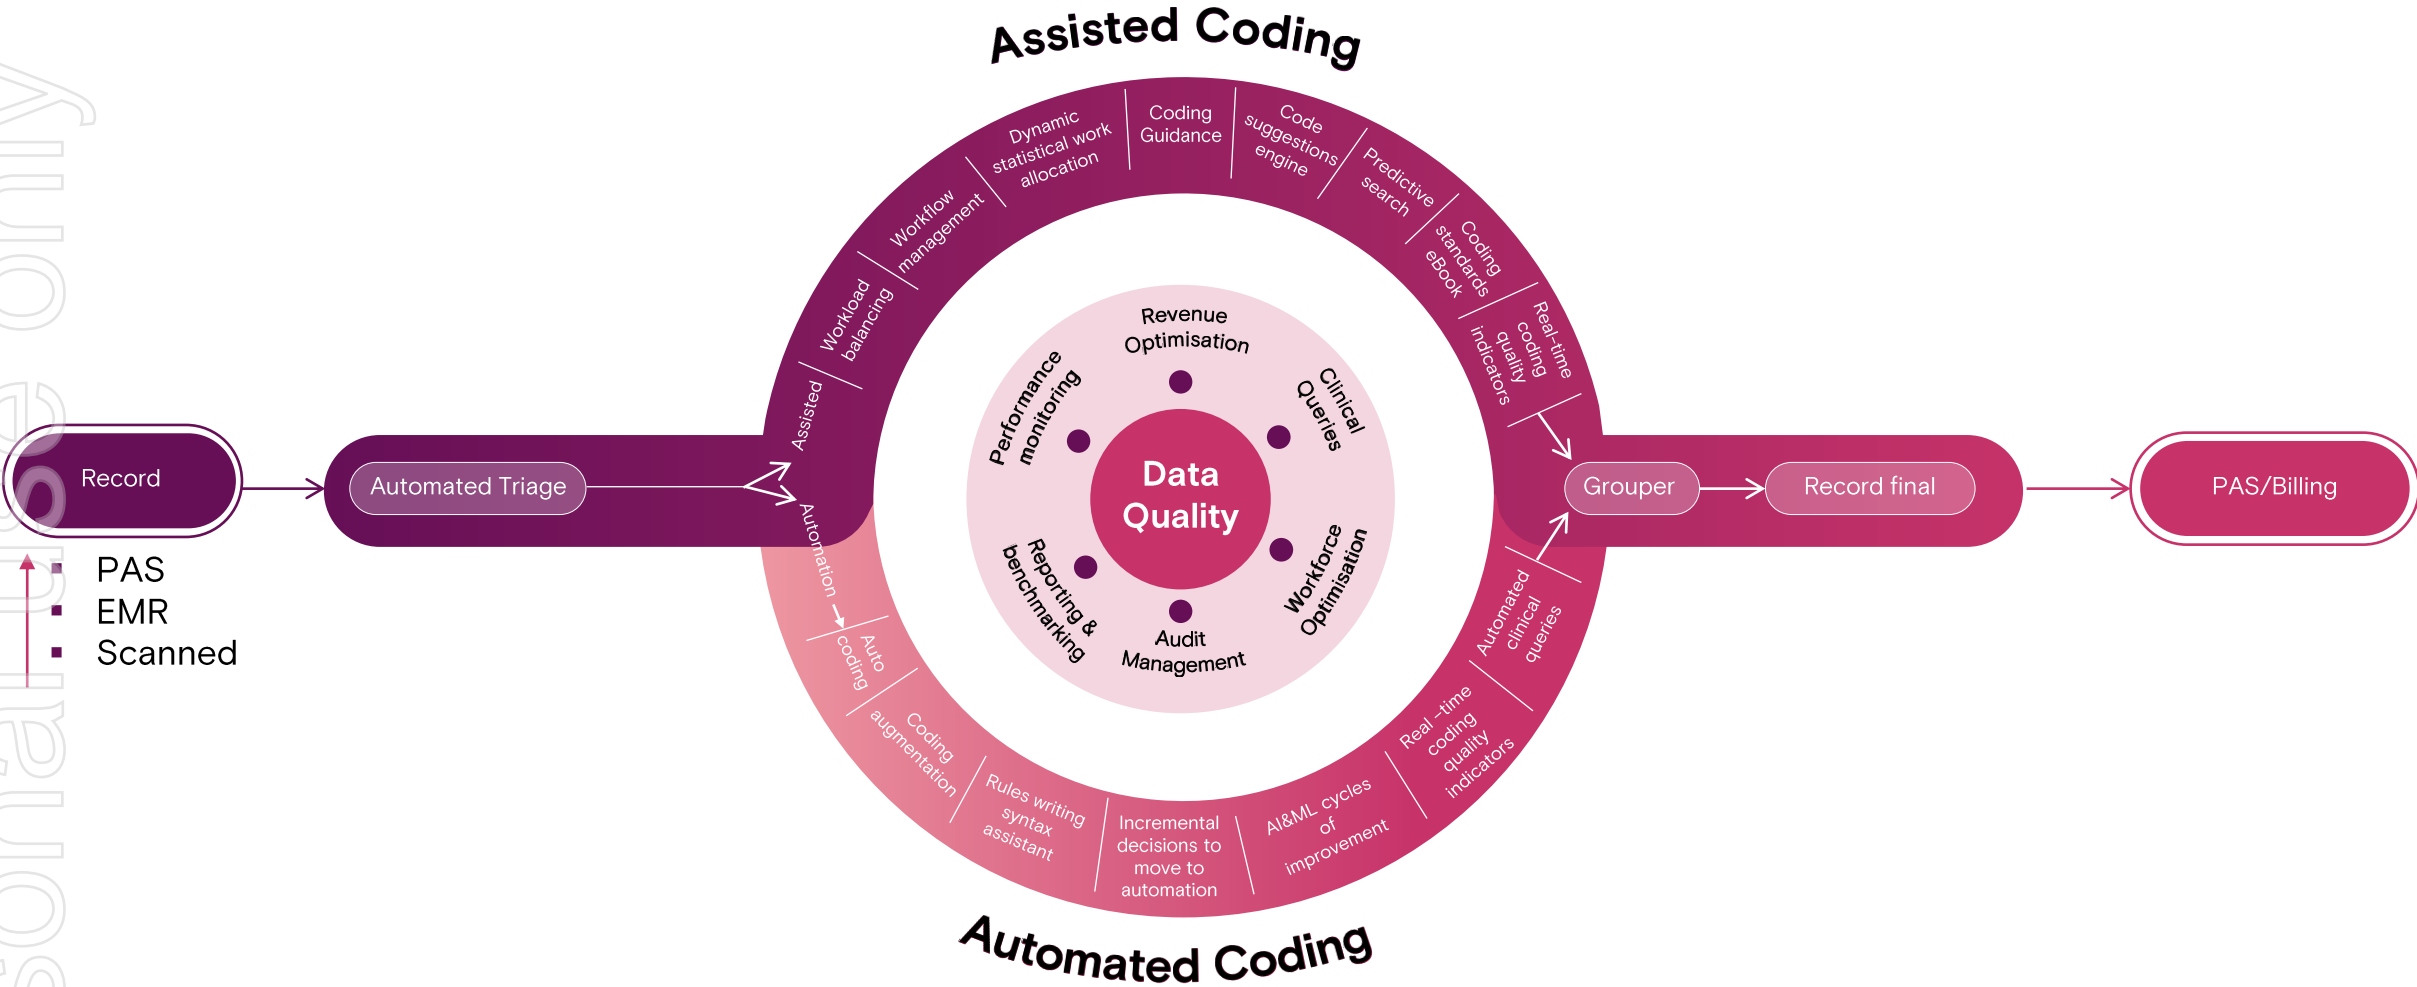 Assisted Coding
Record
PAS
EMR
Scanned
Automated Triage
Assisted
Workload
balancing
Workflow
management
Dynamic
statistical work
allocation
Coding
Guidance
Code
suggestions
engine
Predictive
search
Coding
standards
eBook
Real-time
coding
quality
indicators
Automation
Auto
coding
Coding
augmentation
Rules writing
syntax
assistant
Incremental
decisions to
move to
automation
AI&ML cycles
of
improvement
Real -time
coding
quality
indicators
Automated
clinical
queries
Revenue
Optimisation
Clinical
Queries
Workforce
Optimisation
Audit
Management
Reporting &
benchmarking
Performance
monitoring
Data
Quality
Grouper
Record final
PAS/Billing
Automated Coding
sonal use only